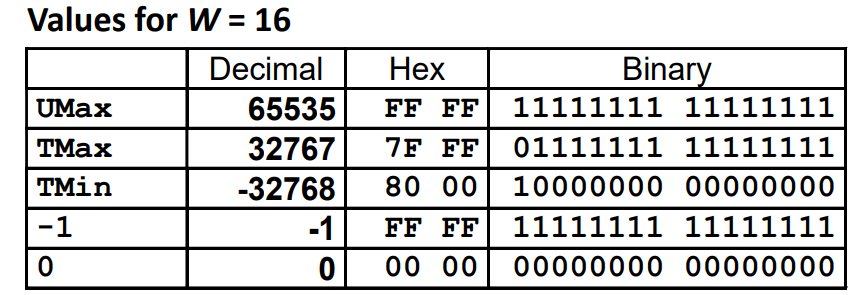 Values for W = 16
Decimal Hex Binary
UMax 65535 FF FF 11111111 11111111
TMax 32767 7F FF 01111111 11111111
TMin -32768 80 00 10000000 00000000
-1 -1 FF FF 11111111 11111111
0 0 00 00 00000000 00000000